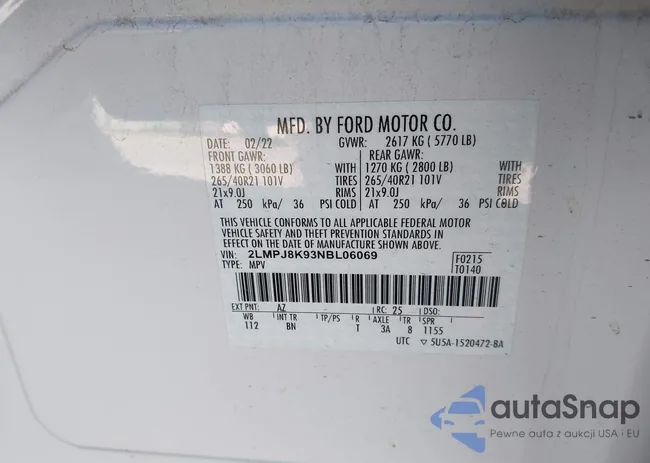 MFD. BY FORD MOTOR CO.
DATE: 02/22 GVWR: 2617 KG ( 5770 LB)
FRONT GAWR: REAR GAWR:
1388 KG ( 3060 LB) WITH 1270 KG ( 2800 LB) WITH
265/40R21 101V TIRES 265/40R21 101V TIRES
21x9.0J RIMS 21x9.0J RIMS
AT 250 kPa/ 36 PSI COLD AT 250 kPa/ 36 PSI COLD
THIS VEHICLE CONFORMS TO ALL APPLICABLE FEDERAL MOTOR
VEHICLE SAFETY AND THEFT PREVENTION STANDARDS IN
EFFECT ON THE DATE OF MANUFACTURE SHOWN ABOVE.
VIN: 2LMPJ8K93NBL06069 F0215
TYPE: MPV T0140
EXT PNT: AZ RC: 25 DSO:
WB INT TR TP/PS R AXLE TR SPR
112 BN T 3A 8 1155
UTC ▽ 5U5A-1520472-BA
autoSnap
Pewne auta z aukcji USA i EU